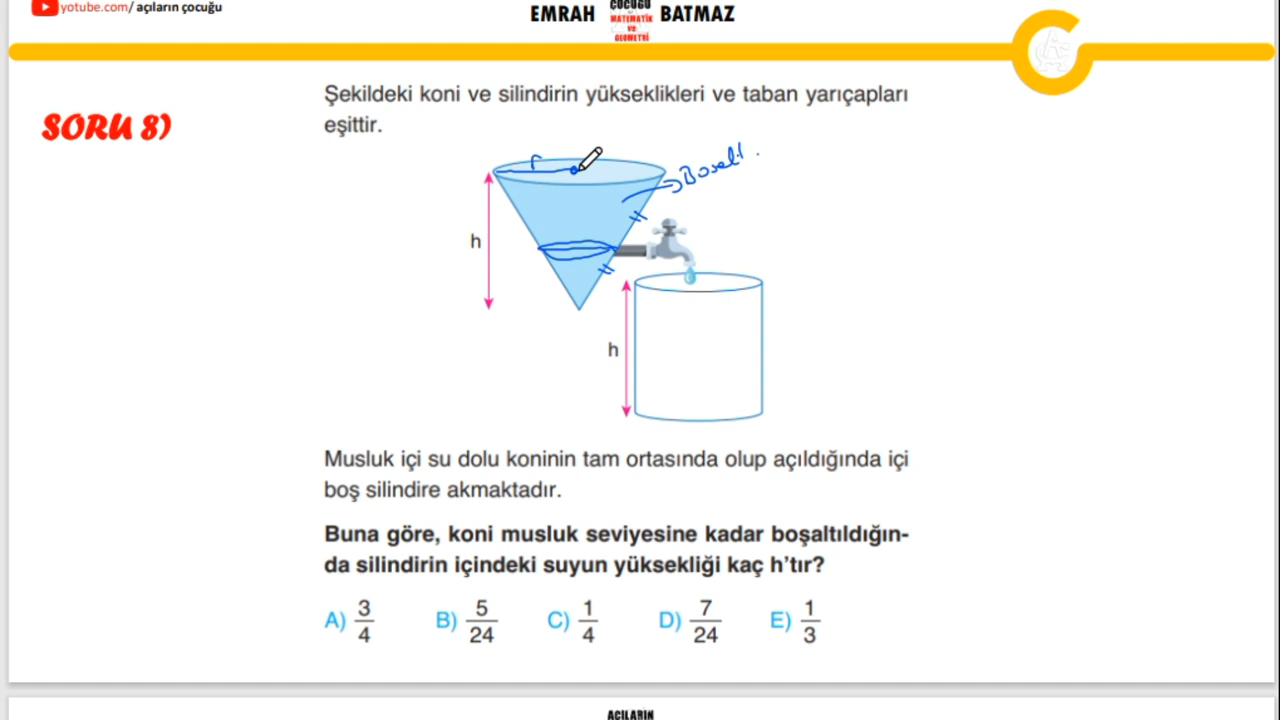 yotube.com/ açıların çocuğu
EMRAH ÇOCUĞU BATMAZ
MATEMATİK
ve
GEOMETRİ
SORU 8)
Şekildeki koni ve silindirin yükseklikleri ve taban yarıçapları
eşittir.
r
Boşalt.
h
h
Musluk içi su dolu koninin tam ortasında olup açıldığında içi
boş silindire akmaktadır.
Buna göre, koni musluk seviyesine kadar boşaltıldığın-
da silindirin içindeki suyun yüksekliği kaç h'tır?
A) 3/4 B) 5/24 C) 1/4 D) 7/24 E) 1/3
AÇILARIN